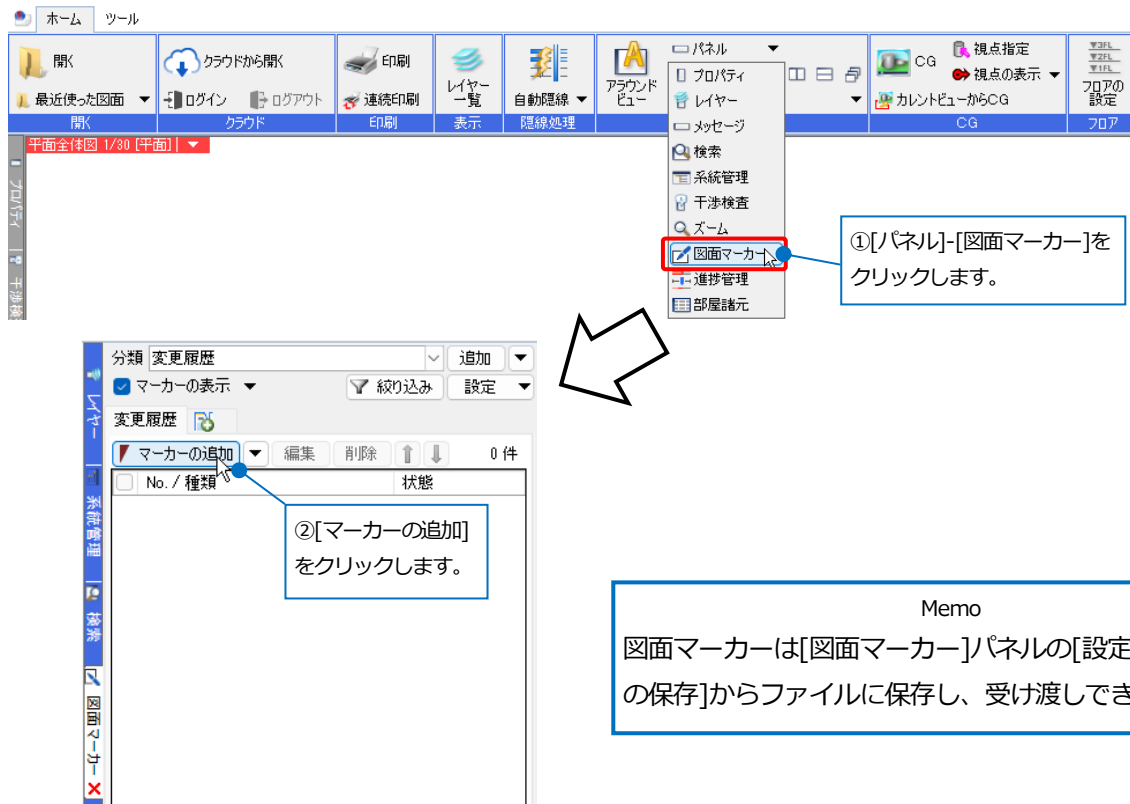 ホーム ツール
開く
最近使った図面
開く
クラウドから開く
ログイン ログアウト
クラウド
印刷
連続印刷
印刷
レイヤー
一覧
表示
自動隠線
隠線処理
アラウンド
ビュー
パネル
プロパティ
レイヤー
メッセージ
検索
系統管理
干渉検査
ズーム
図面マーカー
進捗管理
部屋諸元
CG
視点指定
視点の表示
カレントビューからCG
CG
▼3FL
▼2FL
▼1FL
フロアの
設定
フロア
平面全体図 1/30 [平面]
プロパティ
干渉検
①[パネル]-[図面マーカー]を
クリックします。
分類 変更履歴 追加
マーカーの表示 絞り込み 設定
変更履歴
マーカーの追加 編集 削除 0 件
No. / 種類 状態
レイヤー
系統管理
検索
図面マーカー
②[マーカーの追加]
をクリックします。
Memo
図面マーカーは[図面マーカー]パネルの[設定
の保存]からファイルに保存し、受け渡しでき